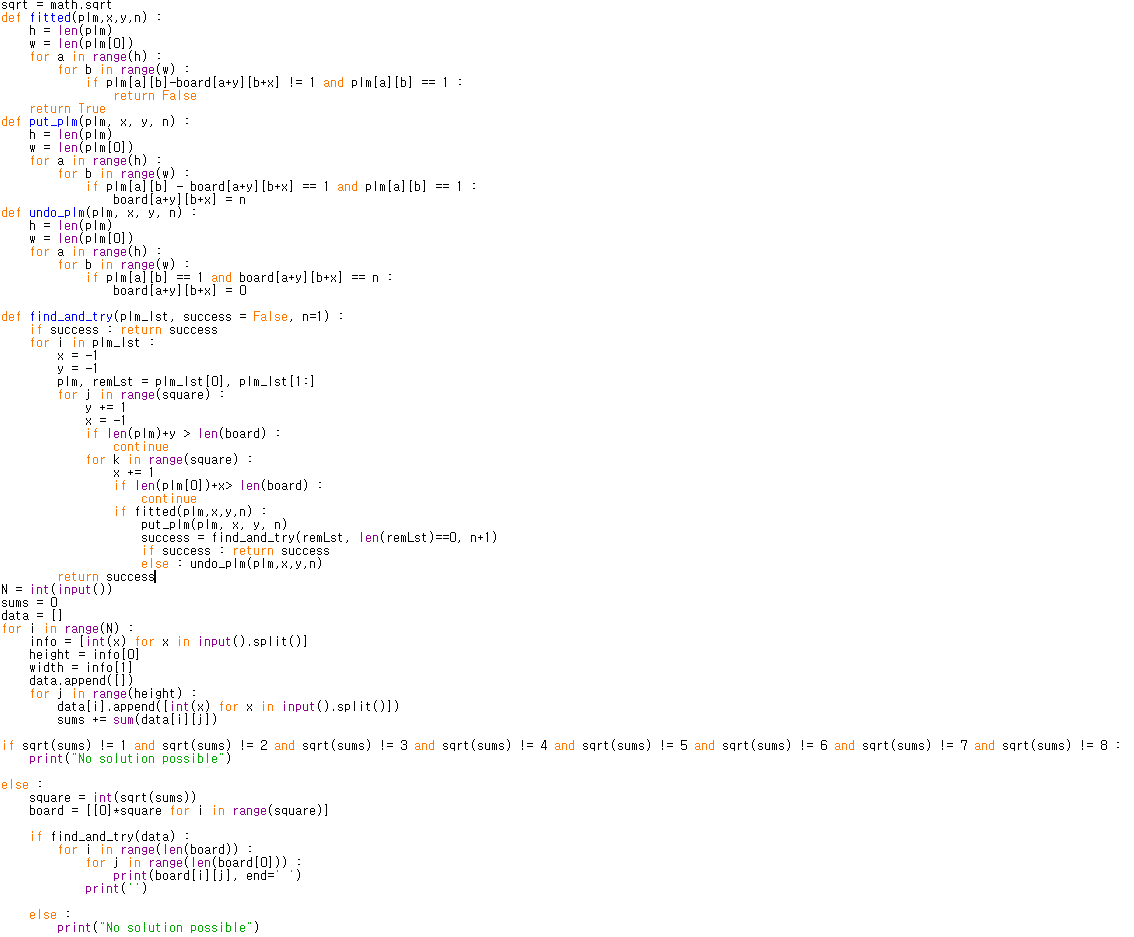 sqrt = math.sqrt
def fitted(plm,x,y,n) :
    h = len(plm)
    w = len(plm[0])
    for a in range(h) :
        for b in range(w) :
            if plm[a][b]-board[a+y][b+x] != 1 and plm[a][b] == 1 :
                return False
    return True
def put_plm(plm, x, y, n) :
    h = len(plm)
    w = len(plm[0])
    for a in range(h) :
        for b in range(w) :
            if plm[a][b] - board[a+y][b+x] == 1 and plm[a][b] == 1 :
                board[a+y][b+x] = n
def undo_plm(plm, x, y, n) :
    h = len(plm)
    w = len(plm[0])
    for a in range(h) :
        for b in range(w) :
            if plm[a][b] == 1 and board[a+y][b+x] == n :
                board[a+y][b+x] = 0

def find_and_try(plm_lst, success = False, n=1) :
    if success : return success
    for i in plm_lst :
        x = -1
        y = -1
        plm, remLst = plm_lst[0], plm_lst[1:]
        for j in range(square) :
            y += 1
            x = -1
            if len(plm)+y > len(board) :
                continue
            for k in range(square) :
                x += 1
                if len(plm[0])+x> len(board) :
                    continue
                if fitted(plm,x,y,n) :
                    put_plm(plm, x, y, n)
                    success = find_and_try(remLst, len(remLst)==0, n+1)
                    if success : return success
                    else : undo_plm(plm,x,y,n)
        return success
N = int(input())
sums = 0
data = []
for i in range(N) :
    info = [int(x) for x in input().split()]
    height = info[0]
    width = info[1]
    data.append([])
    for j in range(height) :
        data[i].append([int(x) for x in input().split()])
        sums += sum(data[i][j])

if sqrt(sums) != 1 and sqrt(sums) != 2 and sqrt(sums) != 3 and sqrt(sums) != 4 and sqrt(sums) != 5 and sqrt(sums) != 6 and sqrt(sums) != 7 and sqrt(sums) != 8 :
    print("No solution possible")

else :
    square = int(sqrt(sums))
    board = [[0]*square for i in range(square)]

    if find_and_try(data) :
        for i in range(len(board)) :
            for j in range(len(board[0])) :
                print(board[i][j], end=' ')
            print('')

    else :
        print("No solution possible")